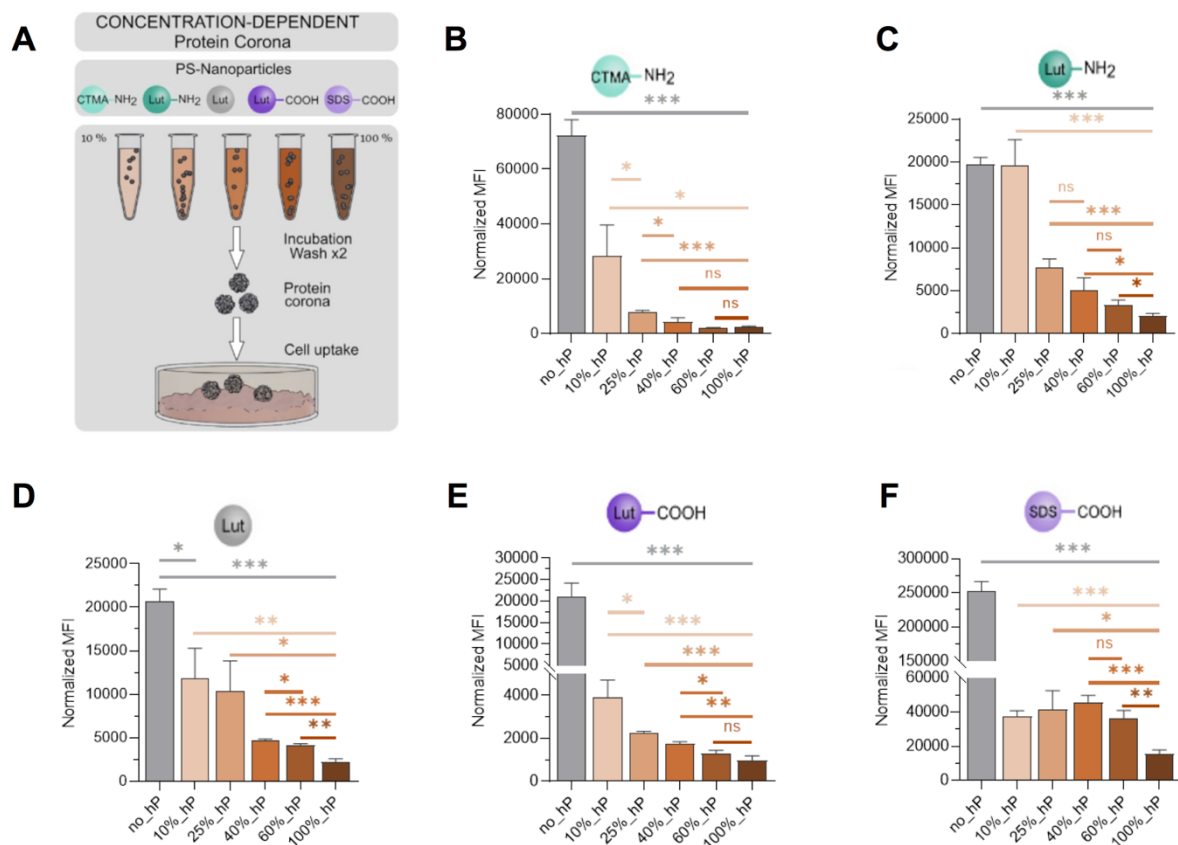 A
CONCENTRATION-DEPENDENT
Protein Corona
PS-Nanoparticles
CTMA NH2 Lut NH2 Lut Lut COOH SDS COOH
10 % 100 %
Incubation
Wash x2
Protein
corona
Cell uptake
B
CTMA NH2
***
80000
60000
40000
20000
0
Normalized MFI
*
*
*
***
ns
ns
no_hP 10%_hP 25%_hP 40%_hP 60%_hP 100%_hP
C
Lut NH2
***
***
25000
20000
15000
10000
5000
0
Normalized MFI
ns
***
ns
*
*
no_hP 10%_hP 25%_hP 40%_hP 60%_hP 100%_hP
D
Lut
*
***
25000
20000
15000
10000
5000
0
Normalized MFI
**
*
*
***
**
no_hP 10%_hP 25%_hP 40%_hP 60%_hP 100%_hP
E
Lut COOH
***
30000
25000
20000
15000
10000
5000
4000
2000
0
Normalized MFI
*
***
***
*
**
ns
no_hP 10%_hP 25%_hP 40%_hP 60%_hP 100%_hP
F
SDS COOH
***
300000
250000
200000
150000
60000
40000
20000
0
Normalized MFI
***
*
ns
***
**
no_hP 10%_hP 25%_hP 40%_hP 60%_hP 100%_hP